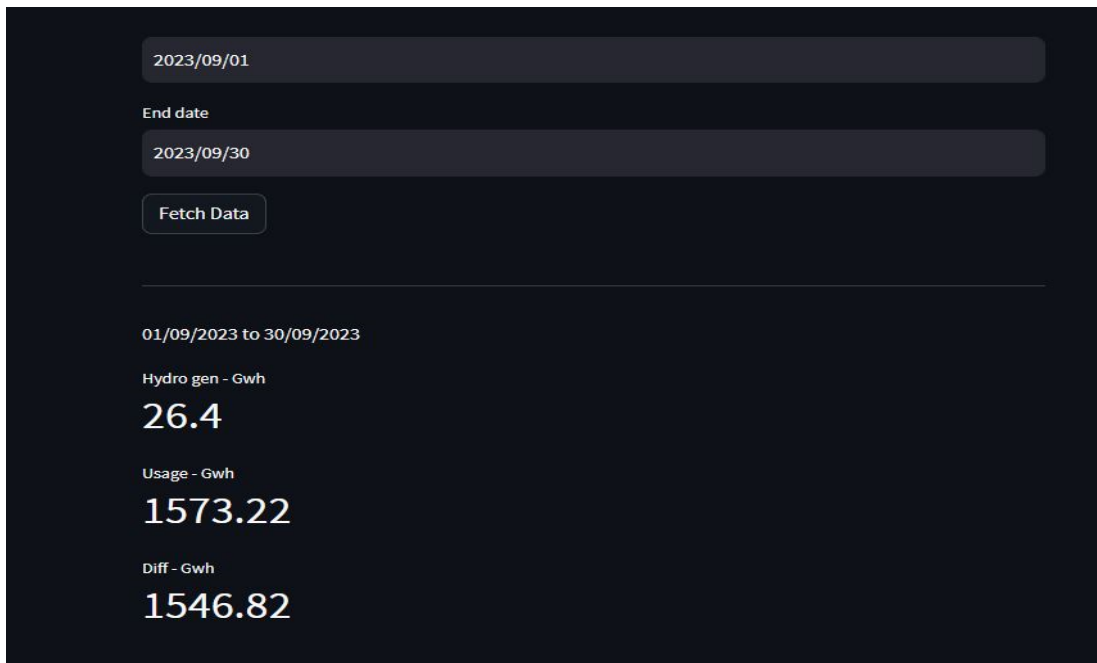 2023/09/01
End date
2023/09/30
Fetch Data
01/09/2023 to 30/09/2023
Hydro gen - Gwh
26.4
Usage - Gwh
1573.22
Diff - Gwh
1546.82